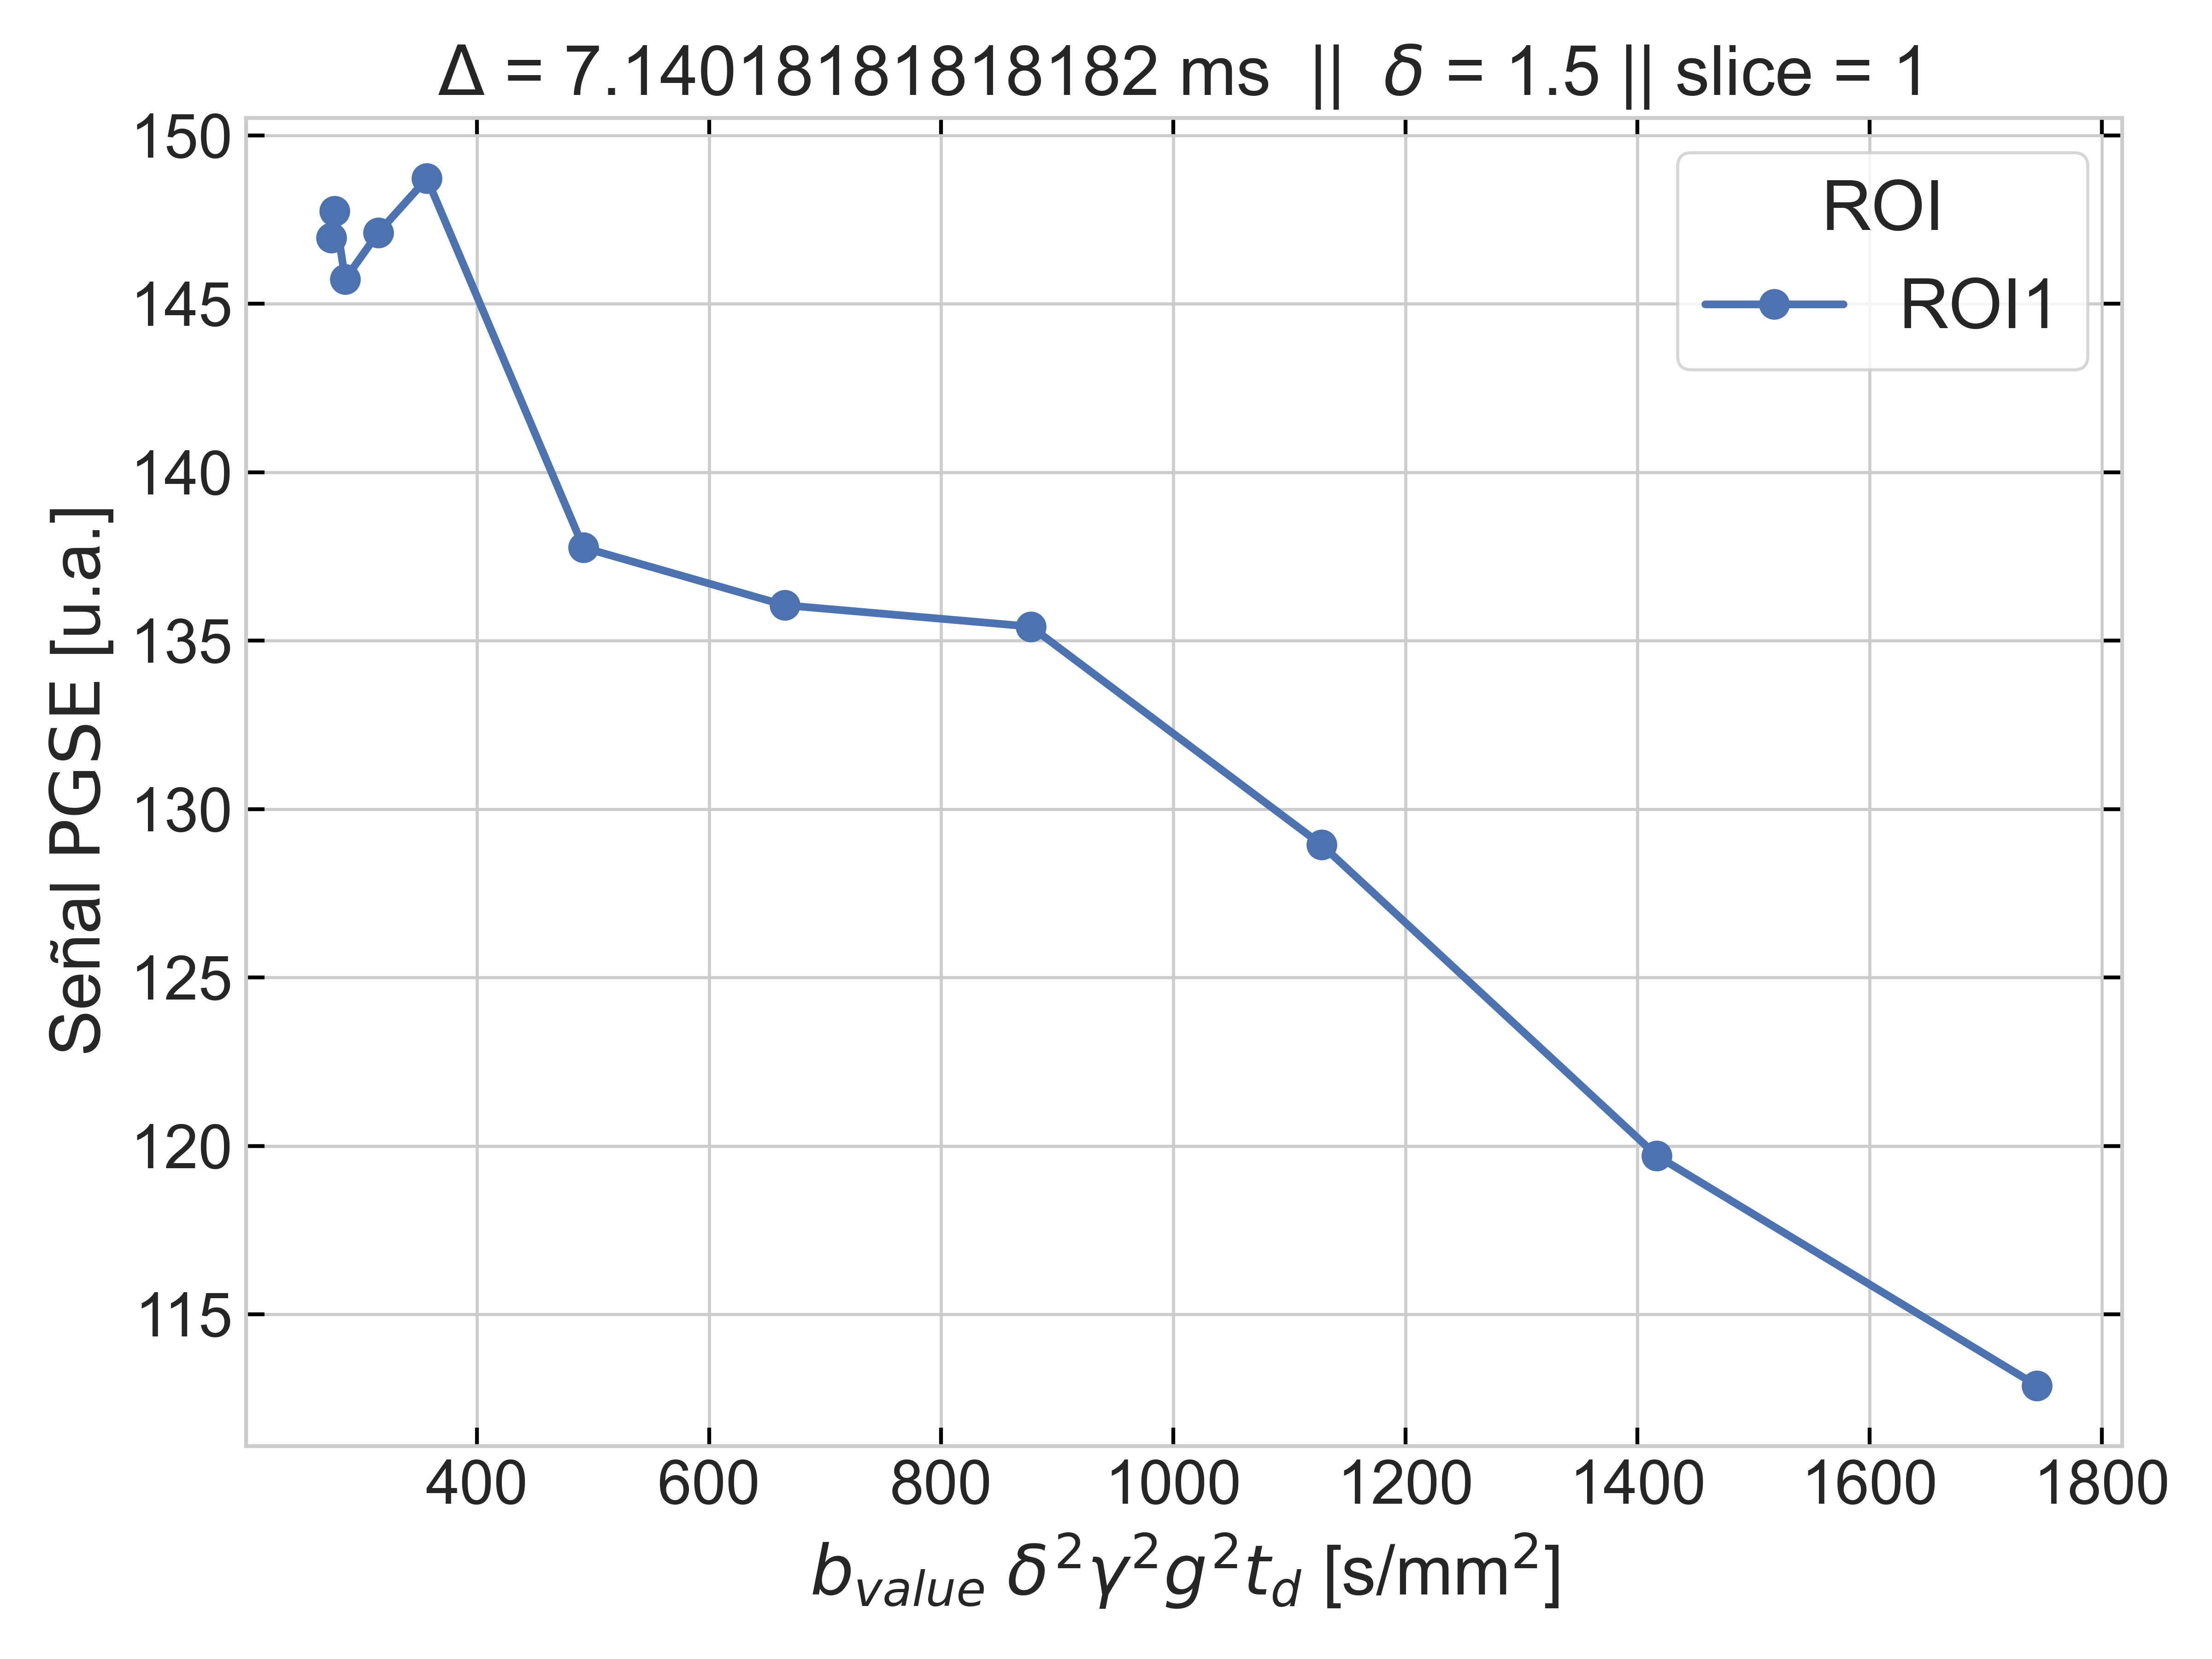 Δ = 7.140181818181818182 ms || δ = 1.5 || slice = 1
150
145
140
135
130
125
120
115
Señal PGSE [u.a.]
ROI
ROI1
400 600 800 1000 1200 1400 1600 1800
b_value δ²γ²g²t_d [s/mm²]